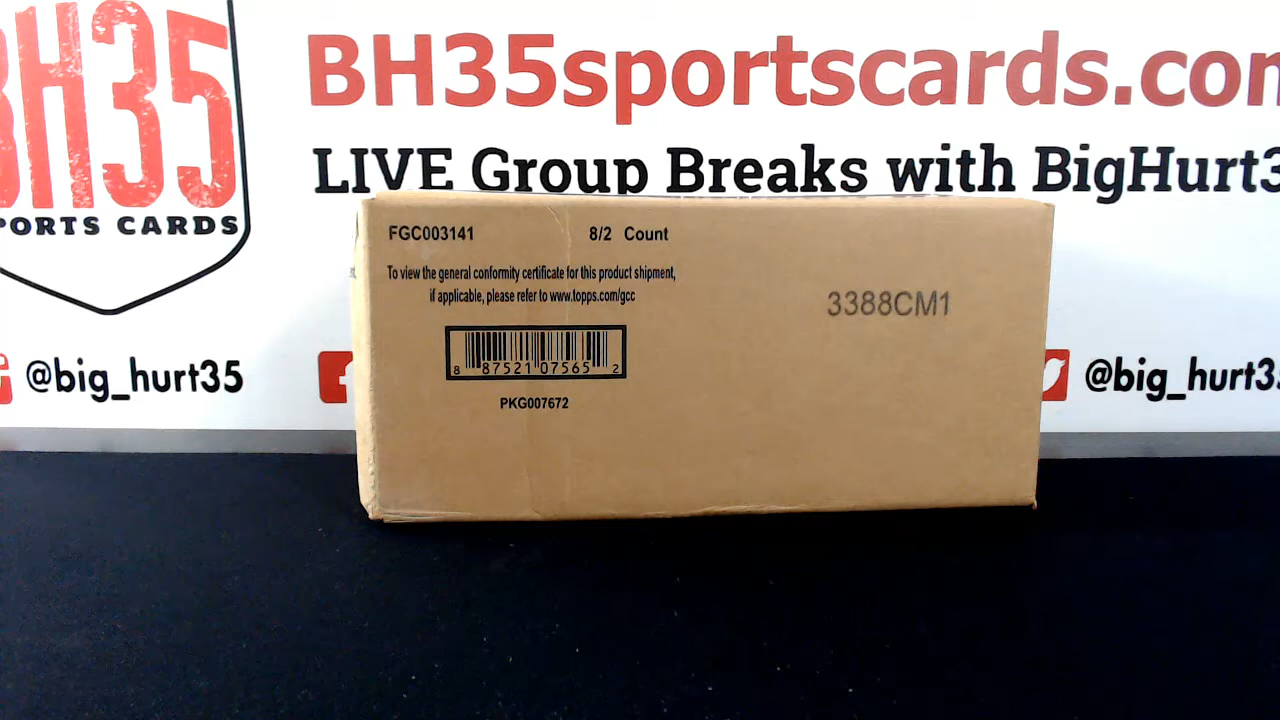 BH35
SPORTS CARDS
BH35sportscards.com
LIVE Group Breaks with BigHurt35
FGC003141 8/2 Count
To view the general conformity certificate for this product shipment,
if applicable, please refer to www.topps.com/gcc
3388CM1
8 87521 07565 2
PKG007672
@big_hurt35
@big_hurt35